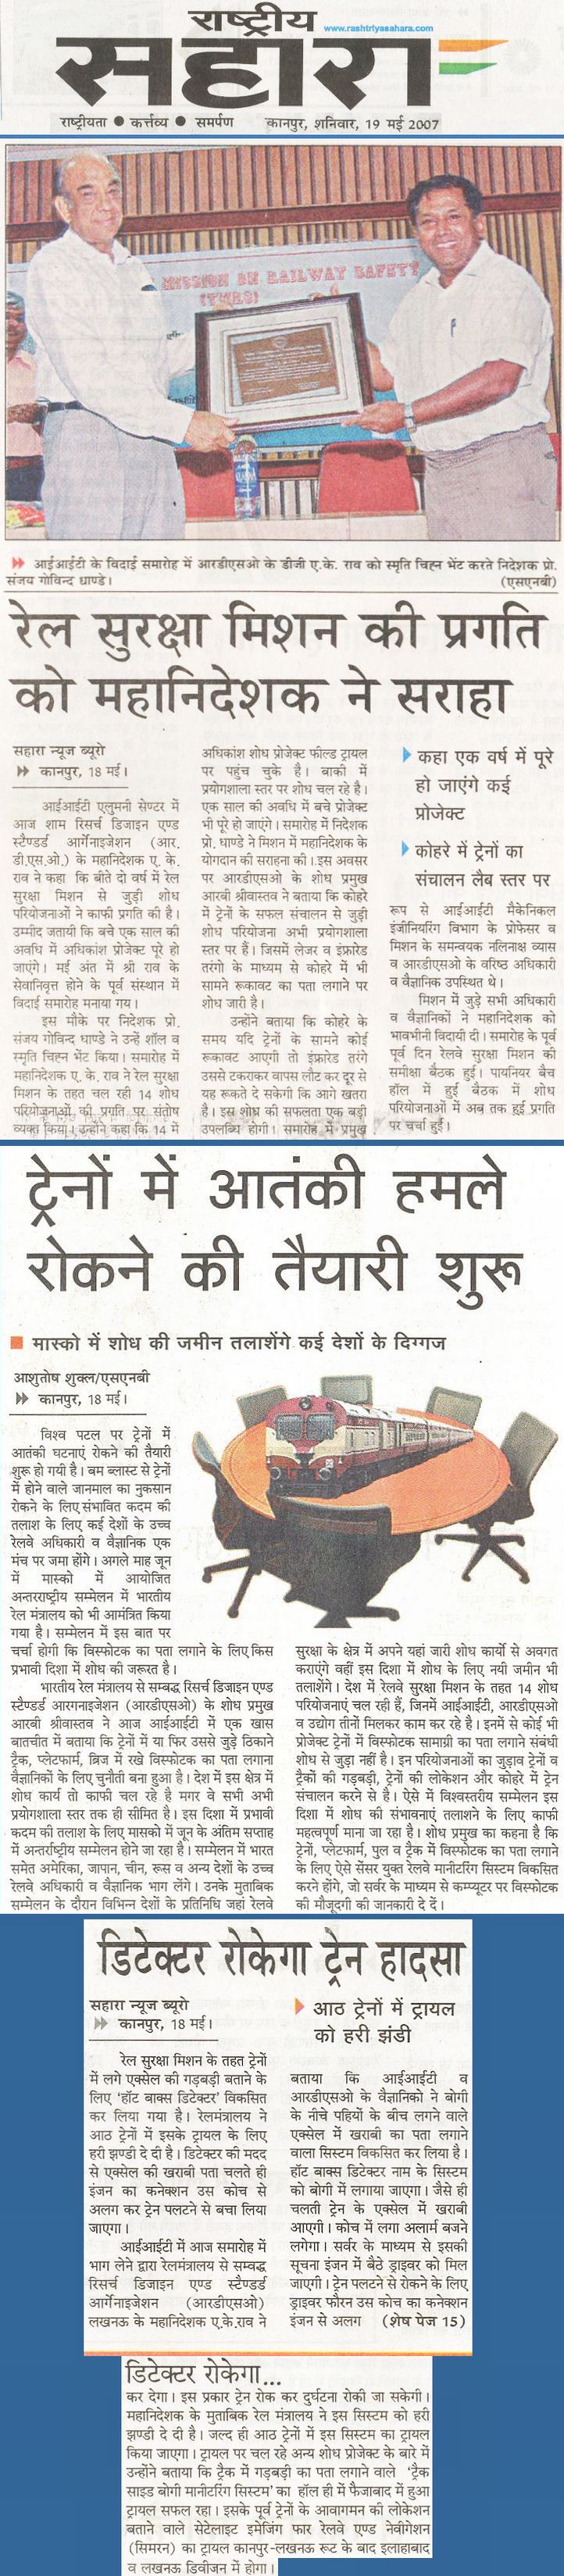 राष्ट्रीय
www.rashtriyasahara.com
सहारा
राष्ट्रीयता ● कर्त्तव्य ● समर्पण कानपुर, शनिवार, 19 मई 2007
MISSION ON RAILWAY SAFETY
(TMRS)
आईआईटी के विदाई समारोह में आरडीएसओ के डीजी ए.के. राव को स्मृति चिह्न भेंट करते निदेशक प्रो.
संजय गोविन्द धाण्डे। (एसएनबी)
रेल सुरक्षा मिशन की प्रगति
को महानिदेशक ने सराहा
सहारा न्यूज ब्यूरो
कानपुर, 18 मई।
आईआईटी एलुमनी सेण्टर में
आज शाम रिसर्च डिजाइन एण्ड
स्टैण्डर्ड आर्गेनाइजेशन (आर.
डी.एस.ओ.) के महानिदेशक ए. के.
राव ने कहा कि बीते दो वर्ष में रेल
सुरक्षा मिशन से जुड़ी शोध
परियोजनाओं ने काफी प्रगति की है।
उम्मीद जतायी कि बचे एक साल की
अवधि में अधिकांश प्रोजेक्ट पूरे हो
जाएंगे। मई अंत में श्री राव के
सेवानिवृत्त होने के पूर्व संस्थान में
विदाई समारोह मनाया गय।
इस मौके पर निदेशक प्रो.
संजय गोविन्द धाण्डे ने उन्हें शॉल व
स्मृति चिह्न भेंट किया। समारोह में
महानिदेशक ए. के. राव ने रेल सुरक्षा
मिशन के तहत चल रही 14 शोध
परियोजनाओं की प्रगति पर संतोष
व्यक्त किया। उन्होंने कहा कि 14 में
अधिकांश शोध प्रोजेक्ट फील्ड ट्रायल
पर पहुंच चुके है। बाकी में
प्रयोगशाला स्तर पर शोध चल रहे है।
एक साल की अवधि में बचे प्रोजेक्ट
भी पूरे हो जाएंगे। समारोह में निदेशक
प्रो. धाण्डे ने मिशन में महानिदेशक के
योगदान की सराहना की। इस अवसर
पर आरडीएसओ के शोध प्रमुख
आरबी श्रीवास्तव ने बताया कि कोहरे
में ट्रेनों के सफल संचालन से जुड़ी
शोध परियोजना अभी प्रयोगशाला
स्तर पर हैं। जिसमें लेजर व इंफ्रारेड
तरंगो के माध्यम से कोहरे में भी
सामने रूकावट का पता लगाने पर
शोध जारी है।
उन्होंने बताया कि कोहरे के
समय यदि ट्रेनों के सामने कोई
रूकावट आएगी तो इंफ्रारेड तरंगे
उससे टकराकर वापस लौट कर दूर से
यह रूकते दे सकेगी कि आगे खतरा
है। इस शोध की सफलता एक बड़ी
उपलब्धि होगी। समारोह में प्रमुख
कहा एक वर्ष में पूरे
हो जाएंगे कई
प्रोजेक्ट
कोहरे में ट्रेनों का
संचालन लैब स्तर पर
रूप से आईआईटी मैकेनिकल
इंजीनियरिंग विभाग के प्रोफेसर व
मिशन के समन्वयक नलिनाक्ष व्यास
व आरडीएसओ के वरिष्ठ अधिकारी
व वैज्ञानिक उपस्थित थे।
मिशन में जुड़े सभी अधिकारी
व वैज्ञानिकों ने महानिदेशक को
भावभीनी विदायी दी। समारोह के पूर्व
पूर्व दिन रेलवे सुरक्षा मिशन की
समीक्षा बैठक हुई। पायनियर बैच
हॉल में हुई बैठक में शोध
परियोजनाओं में अब तक हुई प्रगति
पर चर्चा हुई।
ट्रेनों में आतंकी हमले
रोकने की तैयारी शुरू
मास्को में शोध की जमीन तलाशेंगे कई देशों के दिग्गज
आशुतोष शुक्ल/एसएनबी
कानपुर, 18 मई।
विश्व पटल पर ट्रेनों में
आतंकी घटनाएं रोकने की तैयारी
शुरू हो गयी है। बम ब्लास्ट से ट्रेनों
में होने वाले जानमाल का नुकसान
रोकने के लिए संभावित कदम की
तलाश के लिए कई देशों के उच्च
रेलवे अधिकारी व वैज्ञानिक एक
मंच पर जमा होंगे। अगले माह जून
में मास्को में आयोजित
अन्तरराष्ट्रीय सम्मेलन में भारतीय
रेल मंत्रालय को भी आमंत्रित किया
गया है। सम्मेलन में इस बात पर
चर्चा होगी कि विस्फोटक का पता लगाने के लिए किस
प्रभावी दिशा में शोध की जरूरत है।
भारतीय रेल मंत्रालय से सम्बद्ध रिसर्च डिजाइन एण्ड
स्टैण्डर्ड आरगनाइजेशन (आरडीएसओ) के शोध प्रमुख
आरबी श्रीवास्तव ने आज आईआईटी में एक खास
बातचीत में बताया कि ट्रेनों में या फिर उससे जुड़े ठिकाने
ट्रैक, प्लेटफार्म, ब्रिज में रखे विस्फोटक का पता लगाना
वैज्ञानिकों के लिए चुनौती बना हुआ है। देश में इस क्षेत्र में
शोध कार्य तो काफी चल रहे है मगर वे सभी अभी
प्रयोगशाला स्तर तक ही सीमित है। इस दिशा में प्रभावी
कदम की तलाश के लिए मासको में जून के अंतिम सप्ताह
में अन्तर्राष्ट्रीय सम्मेलन होने जा रहा है। सम्मेलन में भारत
समेत अमेरिका, जापान, चीन, रूस व अन्य देशों के उच्च
रेलवे अधिकारी व वैज्ञानिक भाग लेंगे। उनके मुताबिक
सम्मेलन के दौरान विभिन्न देशों के प्रतिनिधि जहां रेलवे
सुरक्षा के क्षेत्र में अपने यहां जारी शोध कार्यो से अवगत
कराएंगे वहीं इस दिशा में शोध के लिए नयी जमीन भी
तलाशेंगे। देश में रेलवे सुरक्षा मिशन के तहत 14 शोध
परियोजनाएं चल रही हैं, जिनमें आईआईटी, आरडीएसओ
व उद्योग तीनों मिलकर काम कर रहे है। इनमें से कोई भी
प्रोजेक्ट ट्रेनों में विस्फोटक सामाग्री का पता लगाने संबंधी
शोध से जुड़ा नहीं है। इन परियोजनाओं का जुड़ाव ट्रेनों व
ट्रैकों की गड़बड़ी, ट्रेनों की लोकेशन और कोहरे में ट्रेन
संचालन करने से है। ऐसे में विश्वस्तरीय सम्मेलन इस
दिशा में शोध की संभावनाएं तलाशने के लिए काफी
महत्वपूर्ण माना जा रहा है। शोध प्रमुख का कहना है कि
ट्रेनों, प्लेटफार्म, पुल व ट्रैक में विस्फोटक का पता लगाने
के लिए ऐसे सेंसर युक्त रेलवे मानीटरिंग सिस्टम विकसित
करने होंगे, जो सर्वर के माध्यम से कम्प्यूटर पर विस्फोटक
की मौजूदगी की जानकारी दे दें।
डिटेक्टर रोकेगा ट्रेन हादसा
सहारा न्यूज ब्यूरो
कानपुर, 18 मई।
रेल सुरक्षा मिशन के तहत ट्रेनों
में लगे एक्सेल की गड़बड़ी बताने के
लिए 'हॉट बाक्स डिटेक्टर' विकसित
कर लिया गया है। रेलमंत्रालय ने
आठ ट्रेनों में इसके ट्रायल के लिए
हरी झण्डी दे दी है। डिटेक्टर की मदद
से एक्सेल की खराबी पता चलते ही
इंजन का कनेक्शन उस कोच से
अलग कर ट्रेन पलटने से बचा लिया
जाएगा।
आईआईटी में आज समारोह में
भाग लेने द्वारा रेलमंत्रालय से सम्वद्ध
रिसर्च डिजाइन एण्ड स्टैण्डर्ड
आर्गेनाइजेशन (आरडीएसओ)
लखनऊ के महानिदेशक ए.के.राव ने
आठ ट्रेनों में ट्रायल
को हरी झंडी
बताया कि आईआईटी व
आरडीएसओ के वैज्ञानिको ने बोगी
के नीचे पहियों के बीच लगने वाले
एक्सेल में खराबी का पता लगाने
वाला सिस्टम विकसित कर लिया है।
हॉट बाक्स डिटेक्टर नाम के सिस्टम
को बोगी में लगाया जाएगा। जैसे ही
चलती ट्रेन के एक्सेल में खराबी
आएगी। कोच में लगा अलार्म बजने
लगेगा। सर्वर के माध्यम से इसकी
सूचना इंजन में बैठे ड्राइवर को मिल
जाएगी। ट्रेन पलटने से रोकने के लिए
ड्राइवर फौरन उस कोच का कनेक्शन
इंजन से अलग (शेष पेज 15)
डिटेक्टर रोकेगा...
कर देगा। इस प्रकार ट्रेन रोक कर दुर्घटना रोकी जा सकेगी।
महानिदेशक के मुताबिक रेल मंत्रालय ने इस सिस्टम को हरी
झण्डी दे दी है। जल्द ही आठ ट्रेनों में इस सिस्टम का ट्रायल
किया जाएगा। ट्रायल पर चल रहे अन्य शोध प्रोजेक्ट के बारे में
उन्होंने बताया कि ट्रैक में गड़बड़ी का पता लगाने वाले 'ट्रैक
साइड बोगी मानीटरिंग सिस्टम' का हॉल ही में फैजाबाद में हुआ
ट्रायल सफल रहा। इसके पूर्व ट्रेनों के आवागमन की लोकेशन
बताने वाले सेटेलाइट इमेजिंग फार रेलवे एण्ड नेवीगेशन
(सिमरन) का ट्रायल कानपुर-लखनऊ रूट के बाद इलाहाबाद
व लखनऊ डिवीजन में होगा।